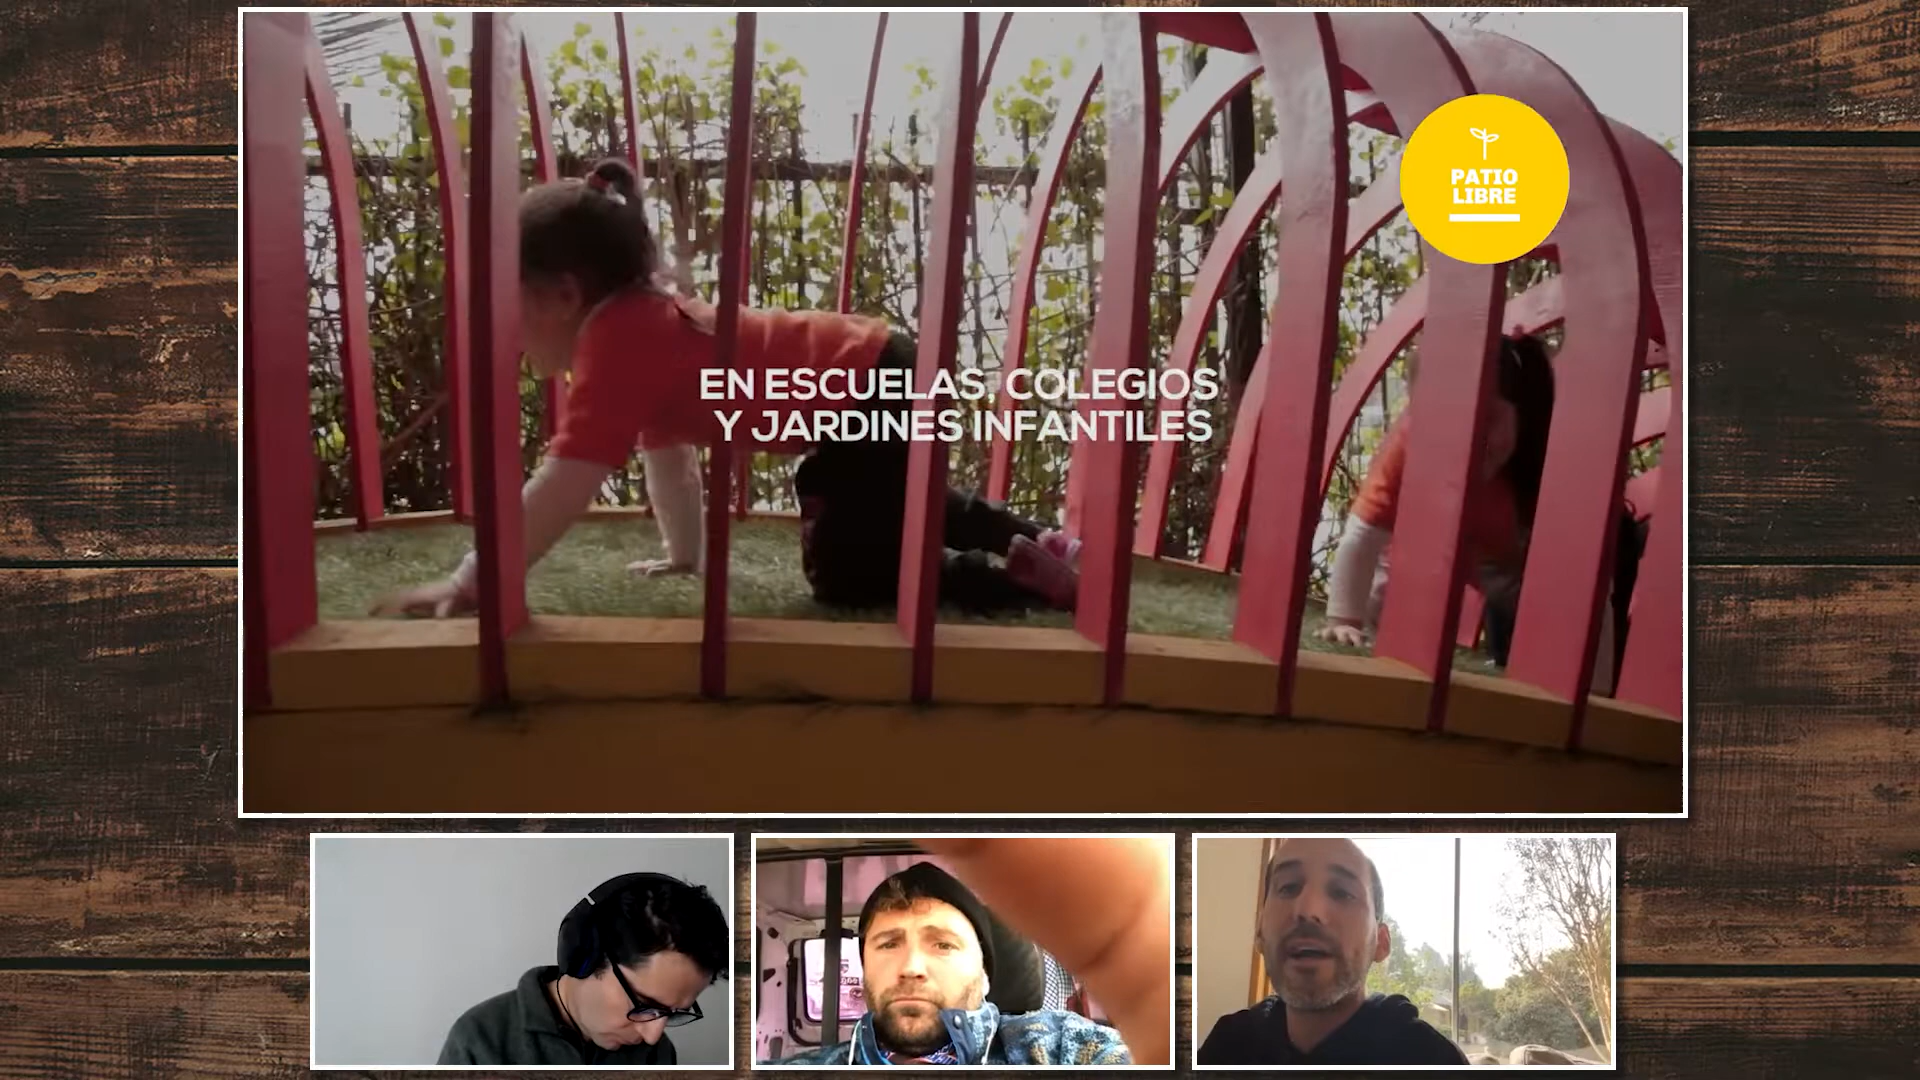 PATIO
LIBRE
EN ESCUELAS, COLEGIOS
Y JARDINES INFANTILES